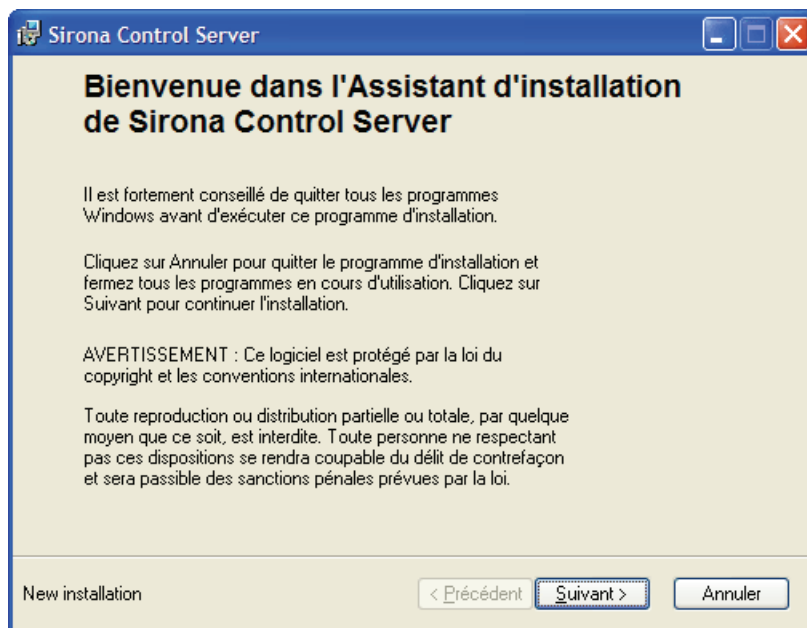 Sirona Control Server
Bienvenue dans l'Assistant d'installation
de Sirona Control Server
Il est fortement conseillé de quitter tous les programmes
Windows avant d'exécuter ce programme d'installation.
Cliquez sur Annuler pour quitter le programme d'installation et
fermez tous les programmes en cours d'utilisation. Cliquez sur
Suivant pour continuer l'installation.
AVERTISSEMENT : Ce logiciel est protégé par la loi du
copyright et les conventions internationales.
Toute reproduction ou distribution partielle ou totale, par quelque
moyen que ce soit, est interdite. Toute personne ne respectant
pas ces dispositions se rendra coupable du délit de contrefaçon
et sera passible des sanctions pénales prévues par la loi.
New installation
< Précédent
Suivant >
Annuler